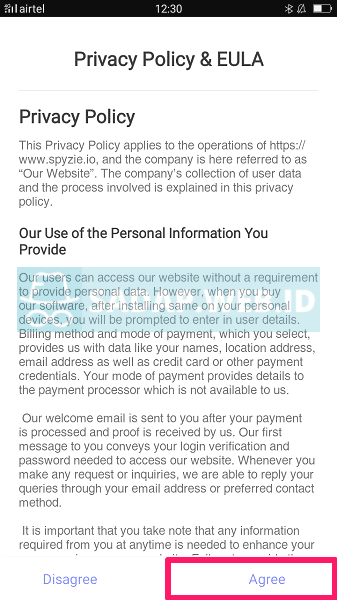 airtel 12:30
Privacy Policy & EULA
Privacy Policy
This Privacy Policy applies to the operations of https://
www.spyzie.io, and the company is here referred to as
“Our Website”. The company's collection of user data
and the process involved is explained in this privacy
policy.
Our Use of the Personal Information You
Provide
Our users can access our website without a requirement
to provide personal data. However, when you buy
our software, after installing same on your personal
devices, you will be prompted to enter in user details.
Billing method and mode of payment, which you select,
provides us with data like your names, location address,
email address as well as credit card or other payment
credentials. Your mode of payment provides details to
the payment processor which is not available to us.
Our welcome email is sent to you after your payment
is processed and proof is received by us. Our first
message to you conveys your login verification and
password needed to access our website. Whenever you
make any request or inquiries, we are able to reply your
queries through your email address or preferred contact
method.
It is important that you take note that any information
required from you at anytime is needed to enhance your
Disagree Agree